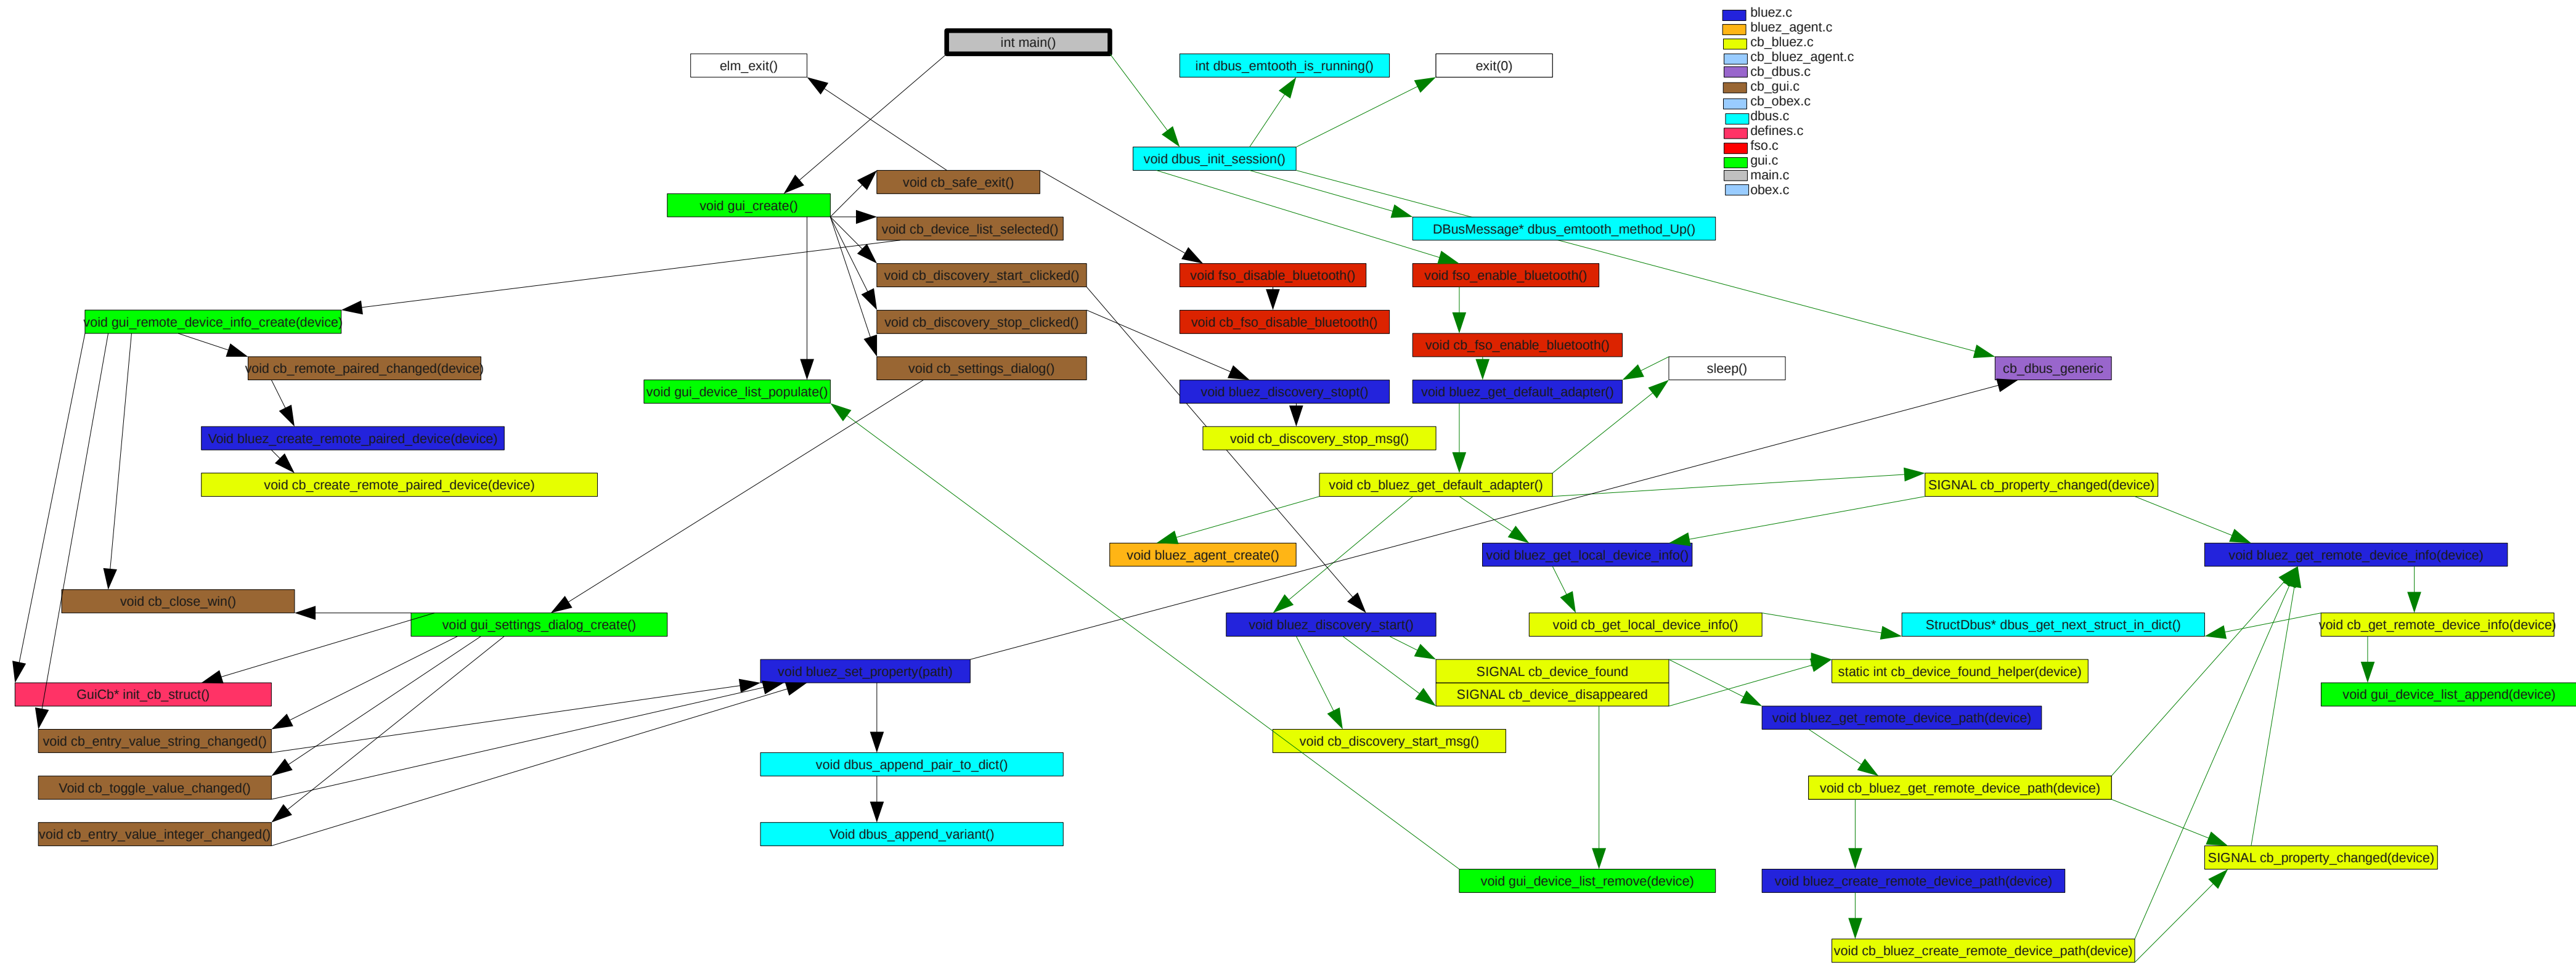 int main()
elm_exit()
int dbus_emtooth_is_running()
exit(0)
bluez.c
bluez_agent.c
cb_bluez.c
cb_bluez_agent.c
cb_dbus.c
cb_gui.c
cb_obex.c
dbus.c
defines.c
fso.c
gui.c
main.c
obex.c
void dbus_init_session()
void cb_safe_exit()
void gui_create()
void cb_device_list_selected()
DBusMessage* dbus_emtooth_method_Up()
void cb_discovery_start_clicked()
void fso_disable_bluetooth()
void fso_enable_bluetooth()
void gui_remote_device_info_create(device)
void cb_discovery_stop_clicked()
void cb_fso_disable_bluetooth()
void cb_fso_enable_bluetooth()
void cb_remote_paired_changed(device)
void cb_settings_dialog()
sleep()
cb_dbus_generic
void gui_device_list_populate()
void bluez_discovery_stopt()
void bluez_get_default_adapter()
Void bluez_create_remote_paired_device(device)
void cb_discovery_stop_msg()
void cb_create_remote_paired_device(device)
void cb_bluez_get_default_adapter()
SIGNAL cb_property_changed(device)
void bluez_agent_create()
void bluez_get_local_device_info()
void bluez_get_remote_device_info(device)
void cb_close_win()
void gui_settings_dialog_create()
void bluez_discovery_start()
void cb_get_local_device_info()
StructDbus* dbus_get_next_struct_in_dict()
void cb_get_remote_device_info(device)
void bluez_set_property(path)
SIGNAL cb_device_found
static int cb_device_found_helper(device)
GuiCb* init_cb_struct()
SIGNAL cb_device_disappeared
void gui_device_list_append(device)
void bluez_get_remote_device_path(device)
void cb_entry_value_string_changed()
void cb_discovery_start_msg()
void dbus_append_pair_to_dict()
Void cb_toggle_value_changed()
void cb_bluez_get_remote_device_path(device)
void cb_entry_value_integer_changed()
Void dbus_append_variant()
SIGNAL cb_property_changed(device)
void gui_device_list_remove(device)
void bluez_create_remote_device_path(device)
void cb_bluez_create_remote_device_path(device)